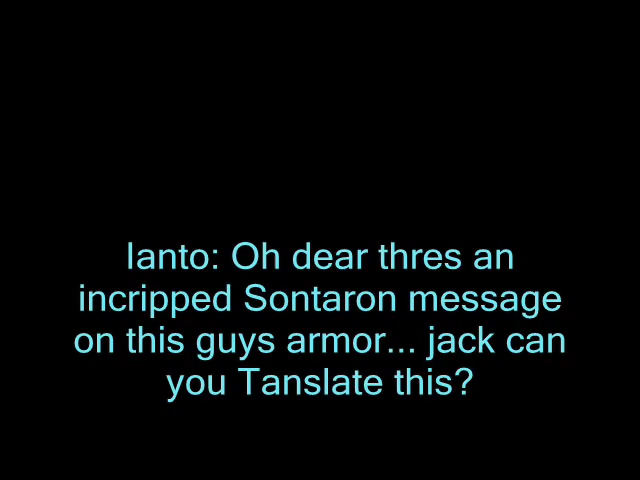 Ianto: Oh dear thres an
incripped Sontaron message
on this guys armor... jack can
you Tanslate this?